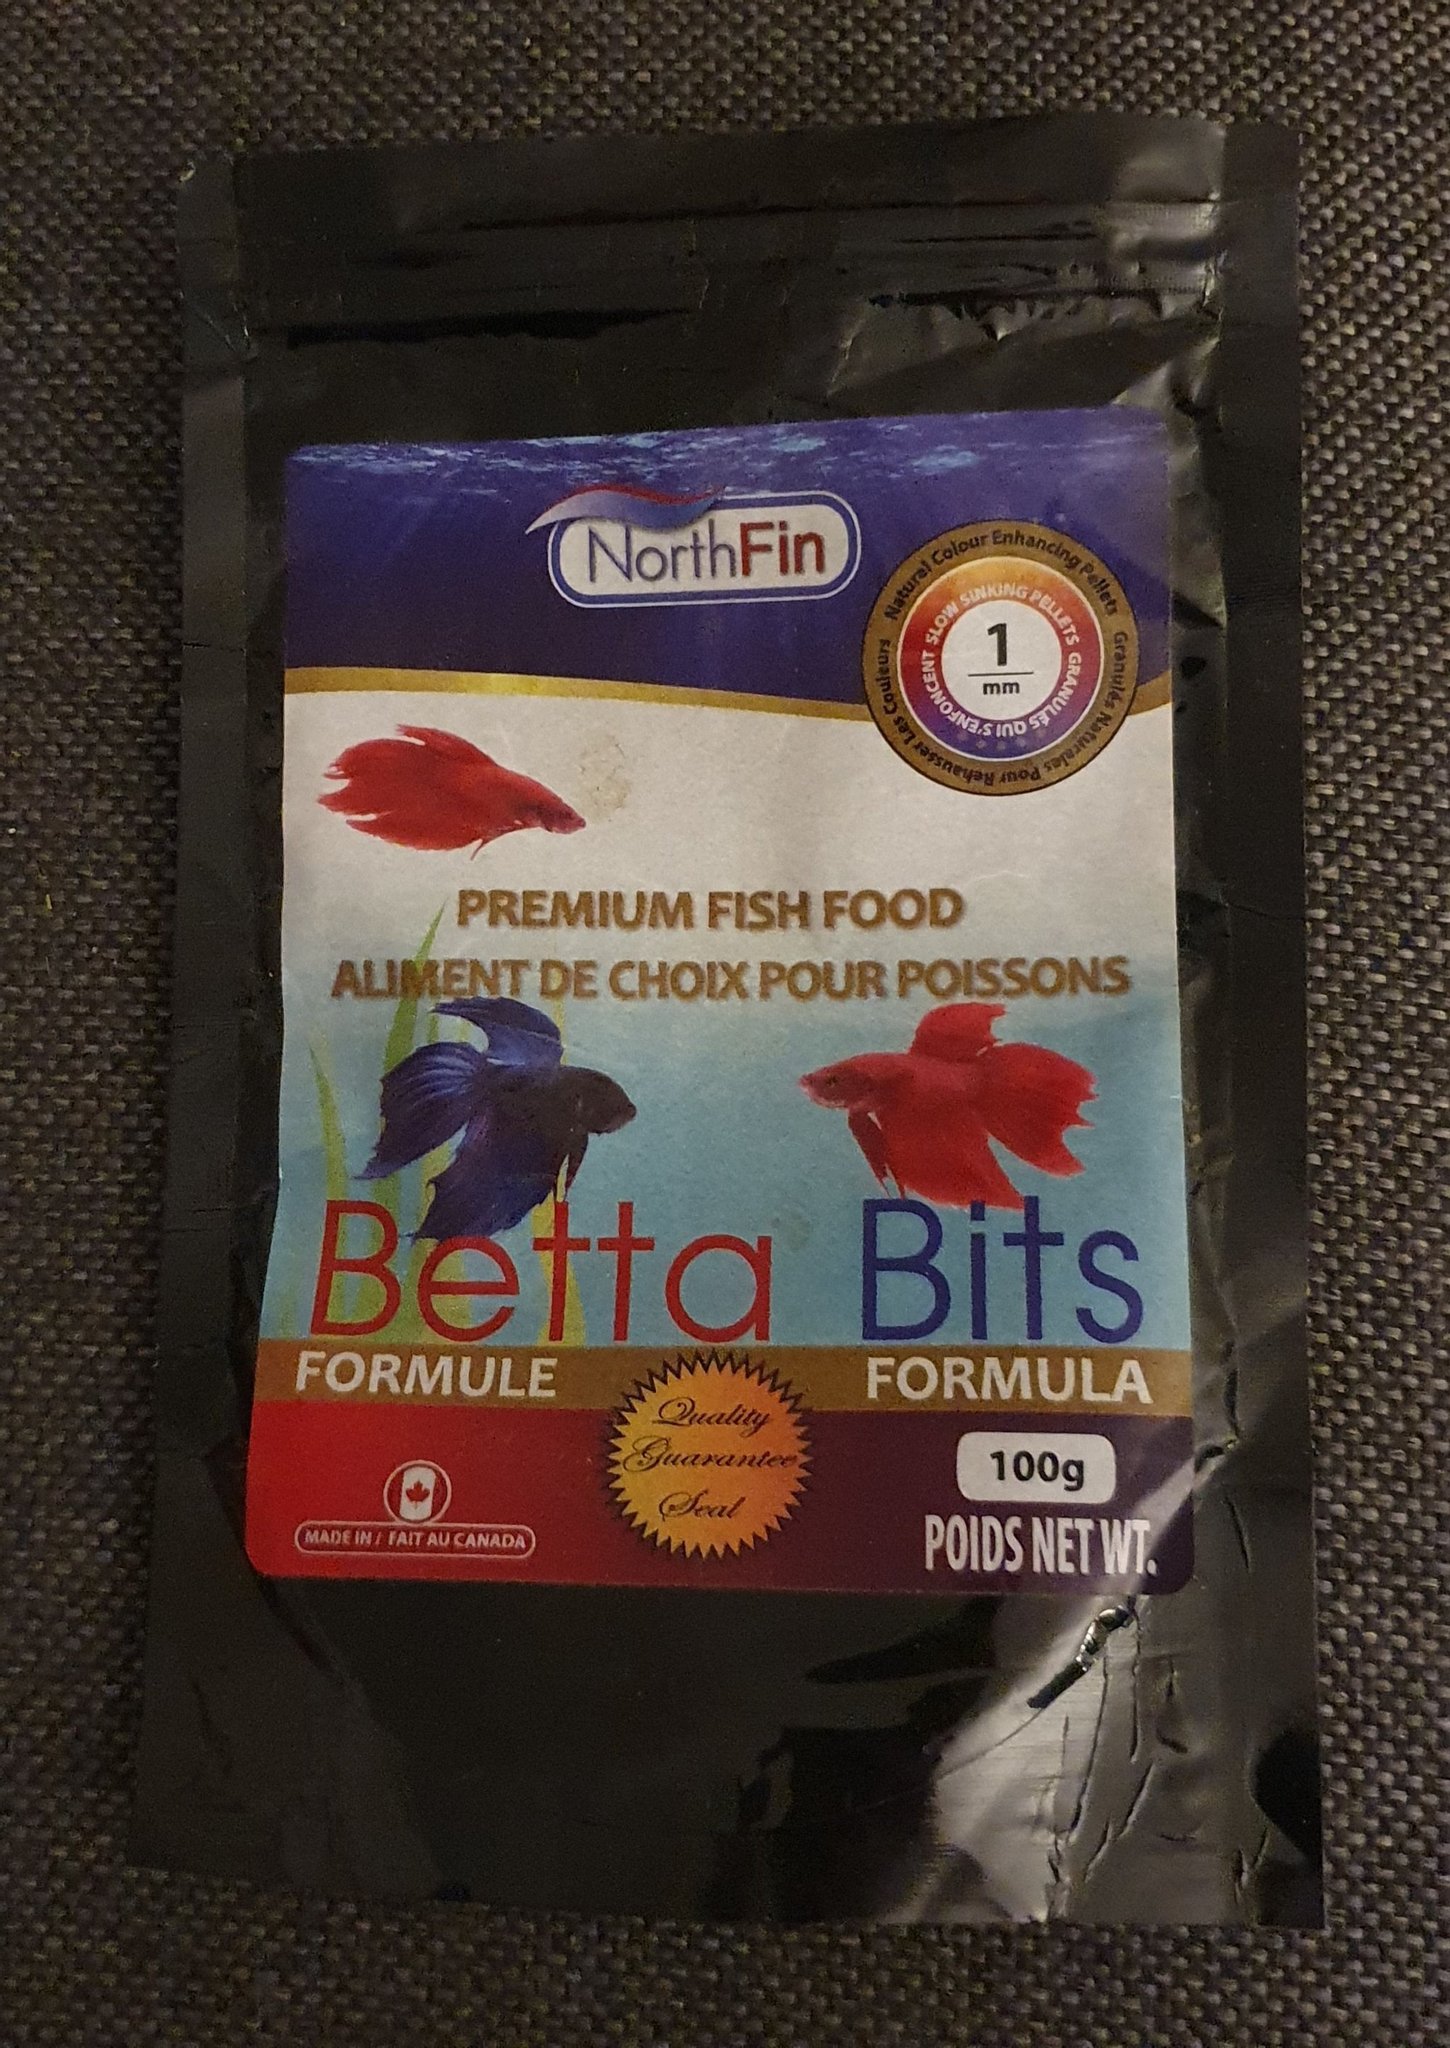 NorthFin
Natural Colour Enhancing Pellets
Granulés Naturales Pour Rehausser Les Couleurs
SLOW SINKING PELLETS
GRANULÉS QUI S'ENFONCENT
1
mm
PREMIUM FISH FOOD
ALIMENT DE CHOIX POUR POISSONS
Betta Bits
FORMULE FORMULA
Quality
Guarantee
Seal
100g
POIDS NET WT.
MADE IN / FAIT AU CANADA